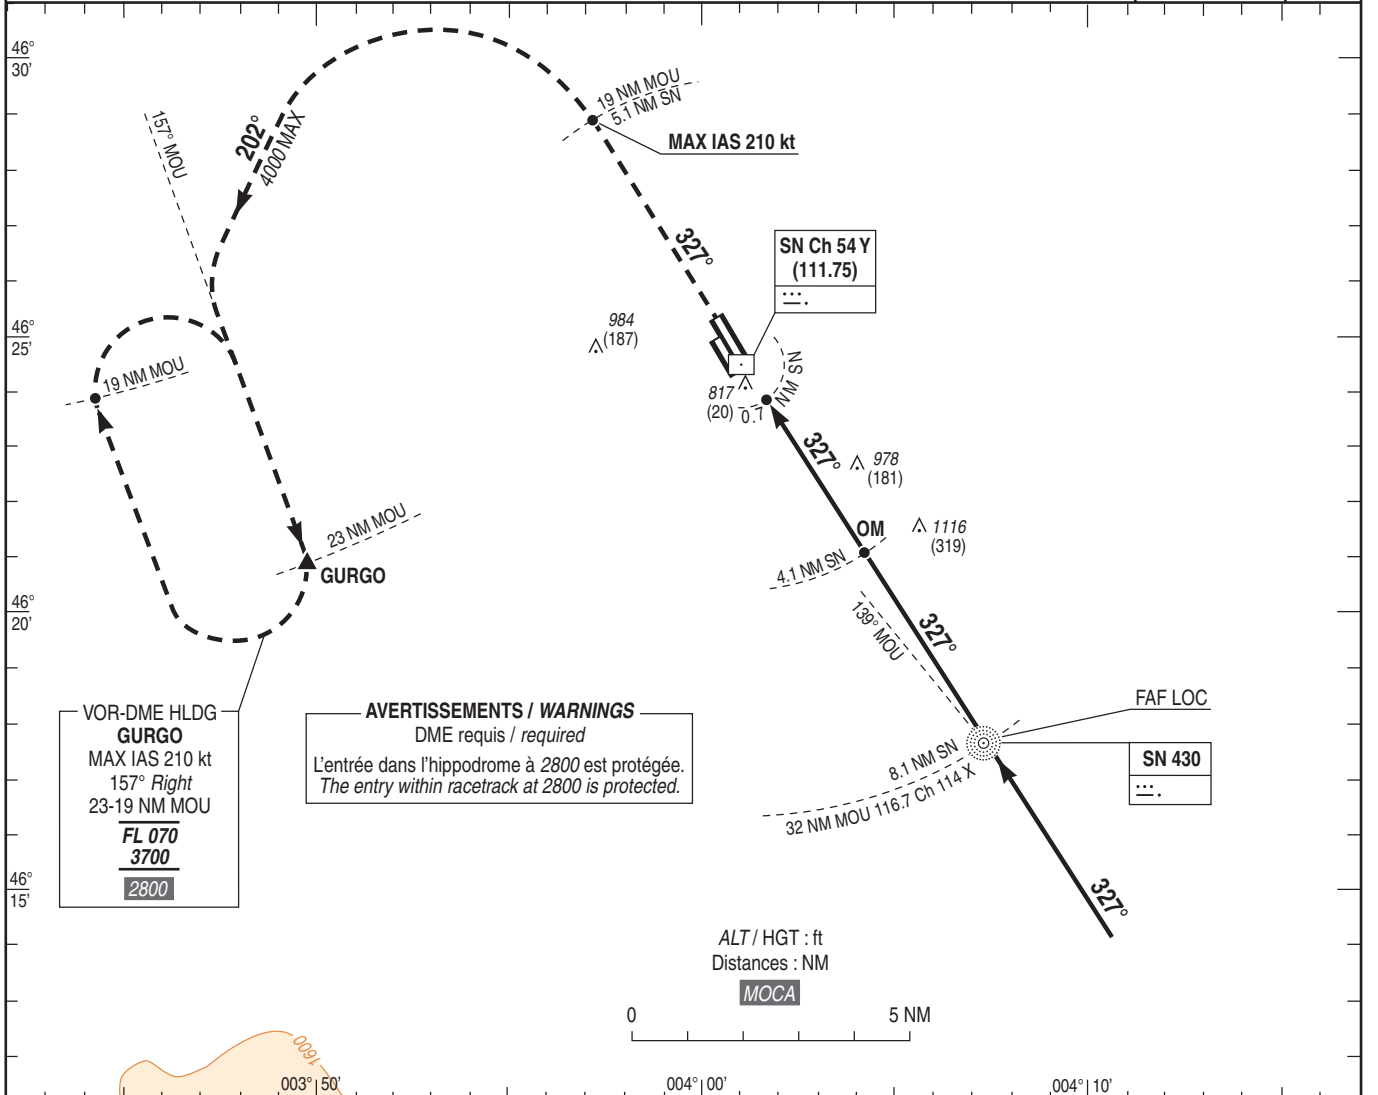 46°
30'
19 NM MOU
5.1 NM SN
MAX IAS 210 kt
157° MOU
202°
4000 MAX
327°
SN Ch 54 Y
(111.75)
46°
25'
984
(187)
19 NM MOU
817
(20)
0.7 NM SN
327°
978
(181)
OM
1116
(319)
23 NM MOU
GURGO
4.1 NM SN
46°
20'
139° MOU
327°
FAF LOC
VOR-DME HLDG
GURGO
MAX IAS 210 kt
157° Right
23-19 NM MOU
FL 070
3700
2800
AVERTISSEMENTS / WARNINGS
DME requis / required
L'entrée dans l'hippodrome à 2800 est protégée.
The entry within racetrack at 2800 is protected.
8.1 NM SN
32 NM MOU 116.7 Ch 114 X
SN 430
46°
15'
327°
ALT / HGT : ft
Distances : NM
MOCA
0
5 NM
1600
003° 50'
004° 00'
004° 10'